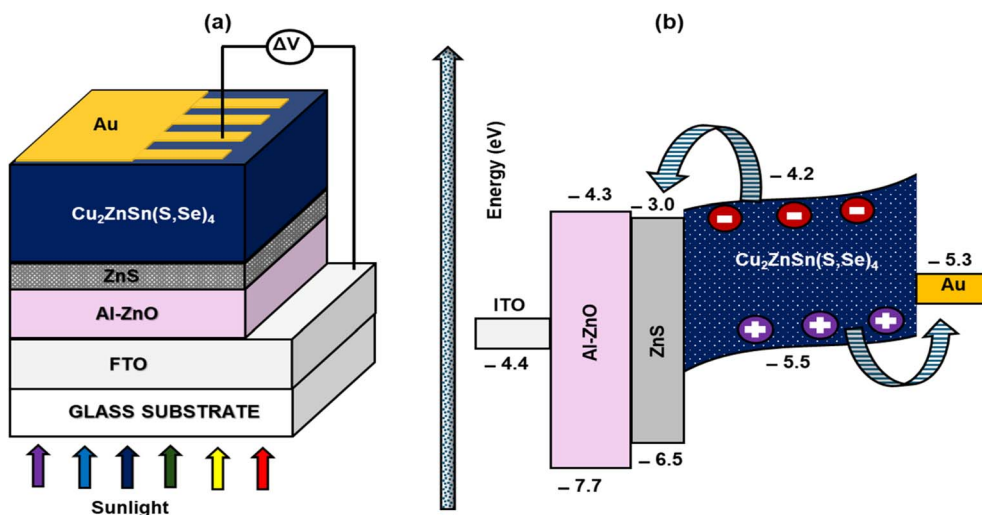 (a)
ΔV
Au
Cu₂ZnSn(S,Se)₄
ZnS
Al-ZnO
FTO
GLASS SUBSTRATE
Sunlight
(b)
Energy (eV)
– 4.2
– 4.3
– 3.0
Cu₂ZnSn(S,Se)₄
– 5.3
Au
ITO
Al-ZnO
ZnS
– 4.4
– 5.5
– 6.5
– 7.7